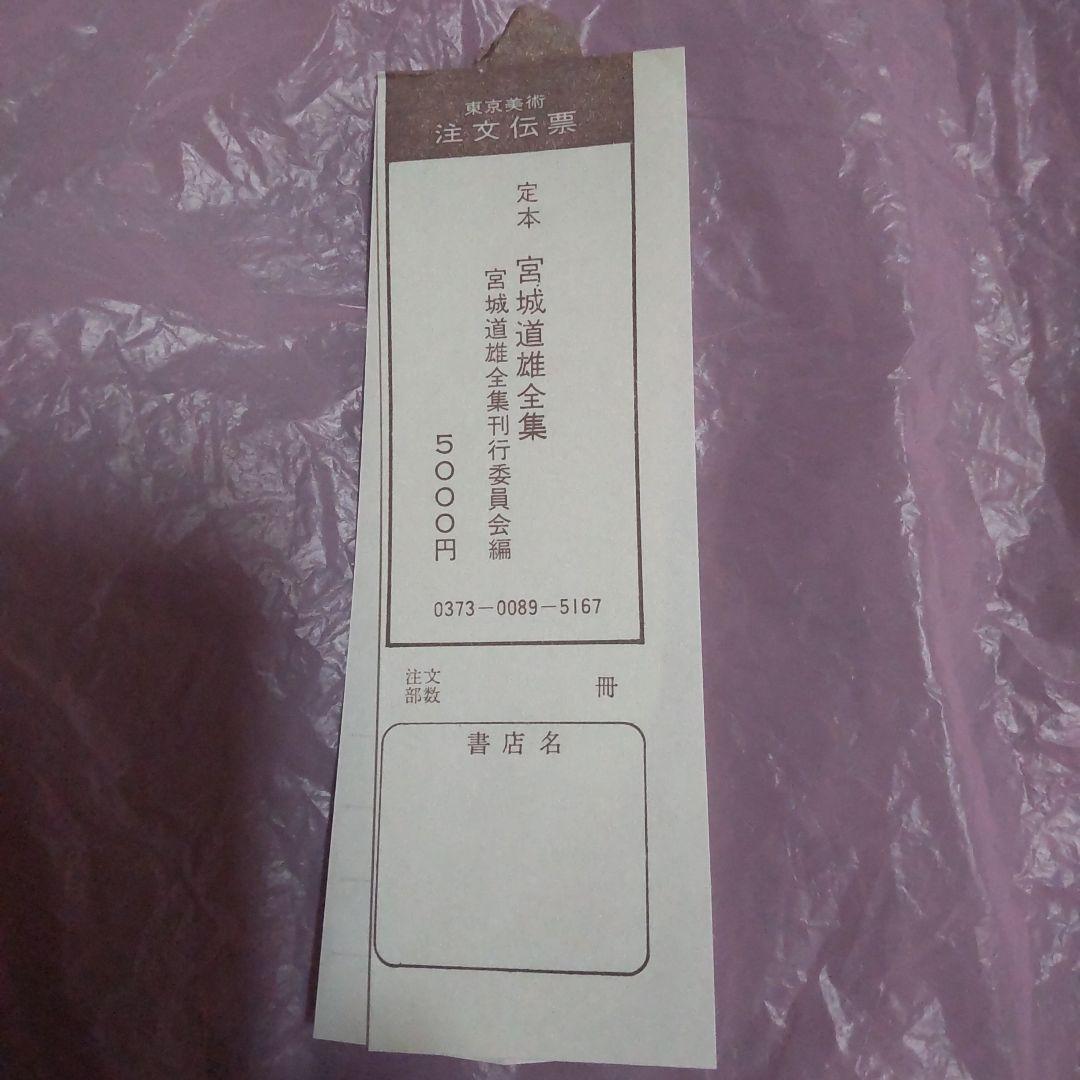 東京美術
注文伝票
定本 宮城道雄全集
宮城道雄全集刊行委員会編
5000円
0373-0089-5167
注文
部数
冊
書店名